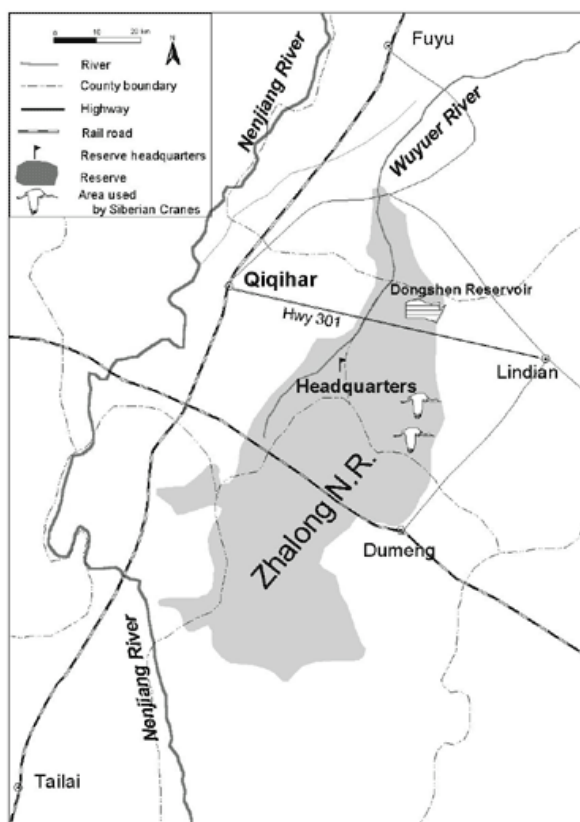 0 10 20 km
N
River
County boundary
Highway
Rail road
Reserve headquarters
Reserve
Area used
by Siberian Cranes
Fuyu
Nenjiang River
Wuyuer River
Qiqihar
Dongshen Reservoir
Hwy 301
Lindian
Headquarters
Zhalong N.R.
Dumeng
Nenjiang River
Tailai